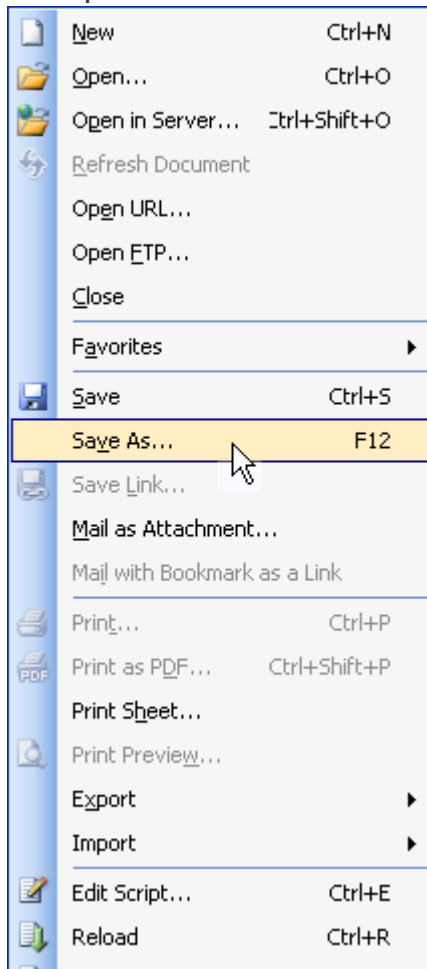 New Ctrl+N
Open... Ctrl+O
Open in Server... Ctrl+Shift+O
Refresh Document
Open URL...
Open FTP...
Close
Favorites
Save Ctrl+S
Save As... F12
Save Link...
Mail as Attachment...
Mail with Bookmark as a Link
Print... Ctrl+P
PDF Print as PDF... Ctrl+Shift+P
Print Sheet...
Print Preview...
Export
Import
Edit Script... Ctrl+E
Reload Ctrl+R